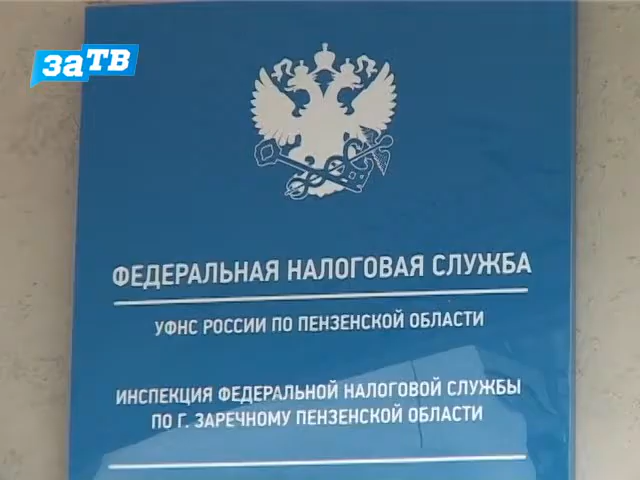 заТВ
ФЕДЕРАЛЬНАЯ НАЛОГОВАЯ СЛУЖБА
УФНС РОССИИ ПО ПЕНЗЕНСКОЙ ОБЛАСТИ
ИНСПЕКЦИЯ ФЕДЕРАЛЬНОЙ НАЛОГОВОЙ СЛУЖБЫ
ПО Г. ЗАРЕЧНОМУ ПЕНЗЕНСКОЙ ОБЛАСТИ